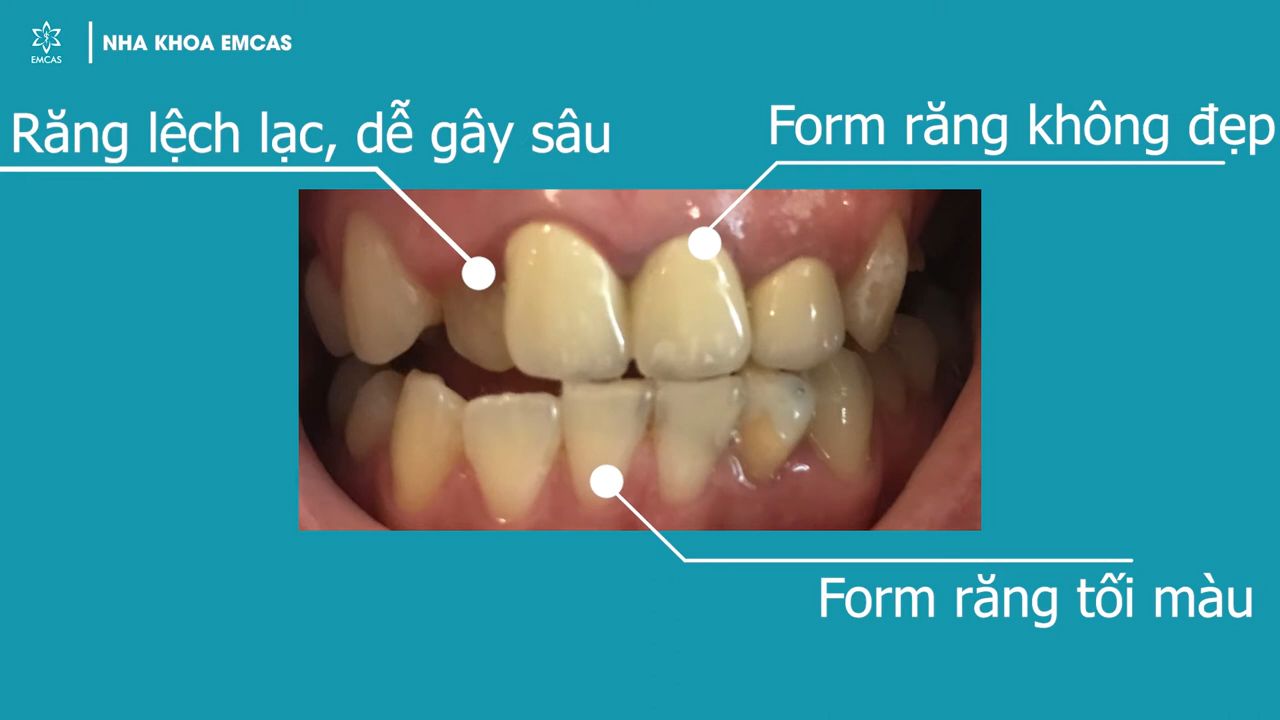 EMCAS
NHA KHOA EMCAS
Răng lệch lạc, dễ gây sâu
Form răng không đẹp
Form răng tối màu